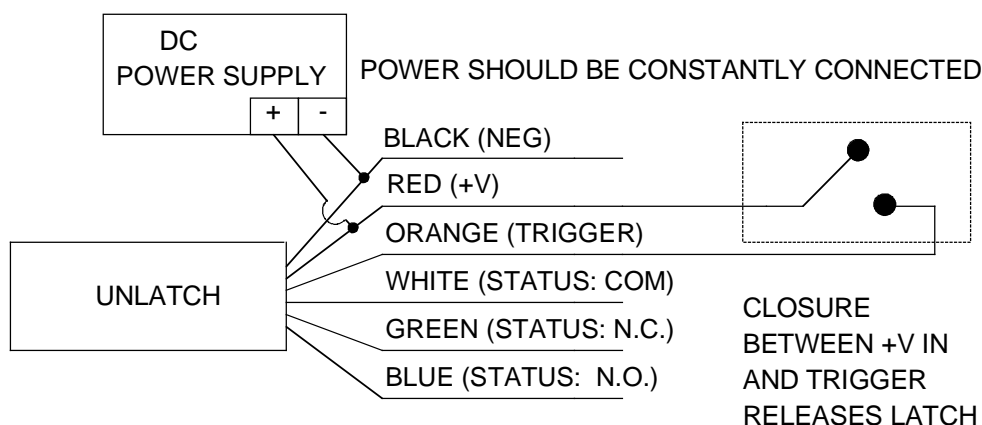 DC
POWER SUPPLY
+ -
POWER SHOULD BE CONSTANTLY CONNECTED
BLACK (NEG)
RED (+V)
ORANGE (TRIGGER)
WHITE (STATUS: COM)
GREEN (STATUS: N.C.)
BLUE (STATUS: N.O.)
UNLATCH
CLOSURE
BETWEEN +V IN
AND TRIGGER
RELEASES LATCH